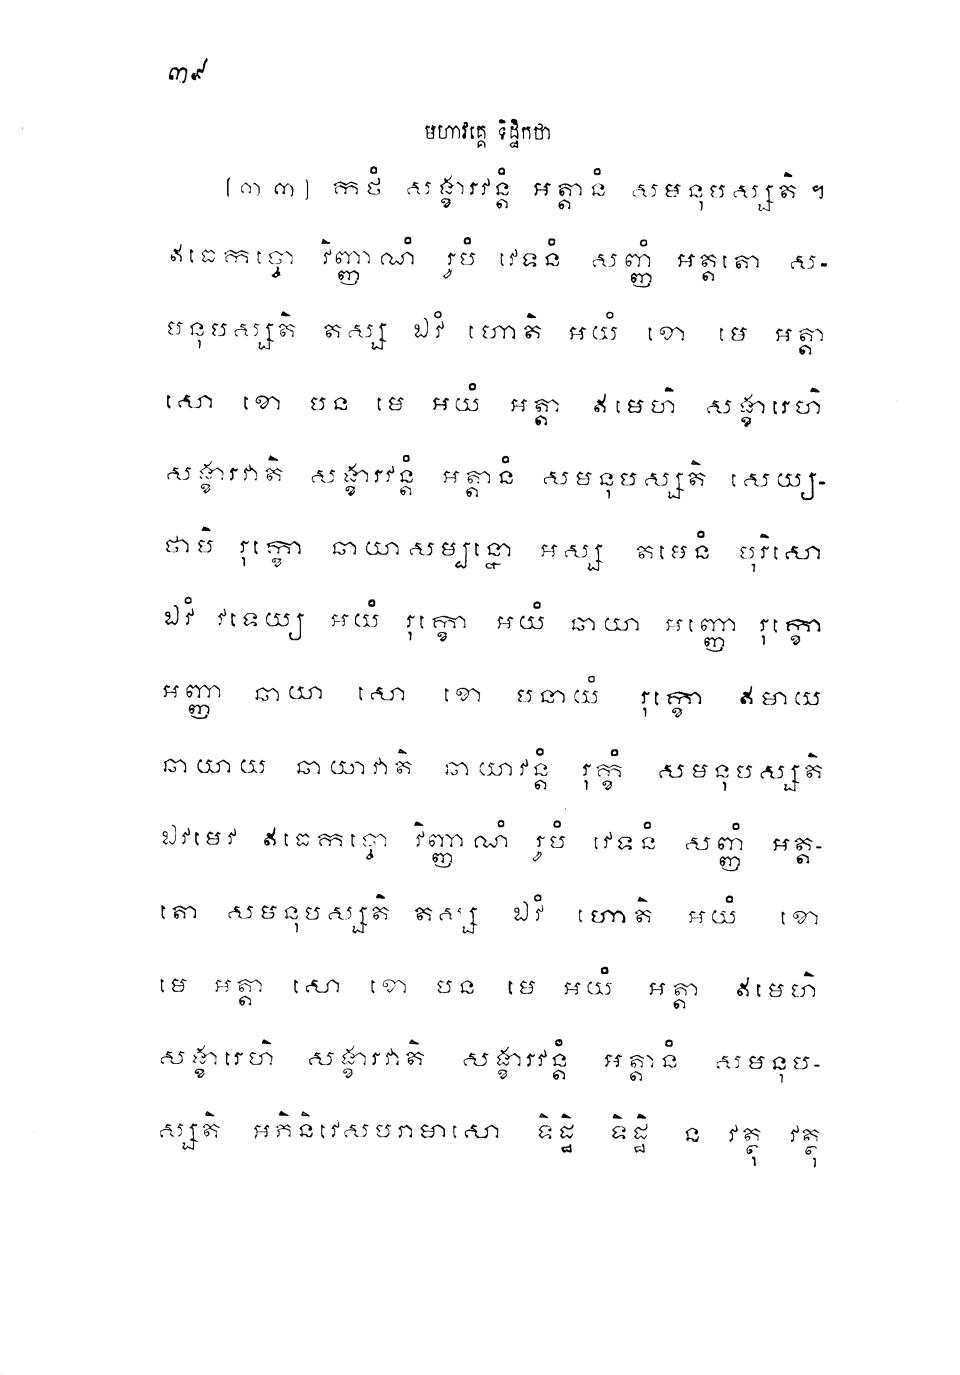 ៣៩
មហាវគ្គេ ទិដ្ឋិកថា
(៣៣) កថំ សង្ខារវន្តំ អត្តានំ សមនុបស្សតិ ។
ឥធេកច្ចោ វិញ្ញាណំ រូបំ វេទនំ សញ្ញំ អត្តតោ ស-
មនុបស្សតិ តស្ស ឯវំ ហោតិ អយំ ខោ មេ អត្តា
សោ ខោ បន មេ អយំ អត្តា ឥមេហិ សង្ខារេហិ
សង្ខារវាតិ សង្ខារវន្តំ អត្តានំ សមនុបស្សតិ សេយ្យ-
ថាបិ រុក្ខោ ឆាយាសម្បន្នោ អស្ស តមេនំ បុរិសោ
ឯវំ វទេយ្យ អយំ រុក្ខោ អយំ ឆាយា អញ្ញោ រុក្ខោ
អញ្ញា ឆាយា សោ ខោ បនាយំ រុក្ខោ ឥមាយ
ឆាយាយ ឆាយាវាតិ ឆាយាវន្តំ រុក្ខំ សមនុបស្សតិ
ឯវមេវ ឥធេកច្ចោ វិញ្ញាណំ រូបំ វេទនំ សញ្ញំ អត្ត-
តោ សមនុបស្សតិ តស្ស ឯវំ ហោតិ អយំ ខោ
មេ អត្តា សោ ខោ បន មេ អយំ អត្តា ឥមេហិ
សង្ខារេហិ សង្ខារវាតិ សង្ខារវន្តំ អត្តានំ សមនុប-
ស្សតិ អភិនិវេសបរាមាសោ ទិដ្ឋិ ទិដ្ឋិ ន វត្ថុ វត្ថុ